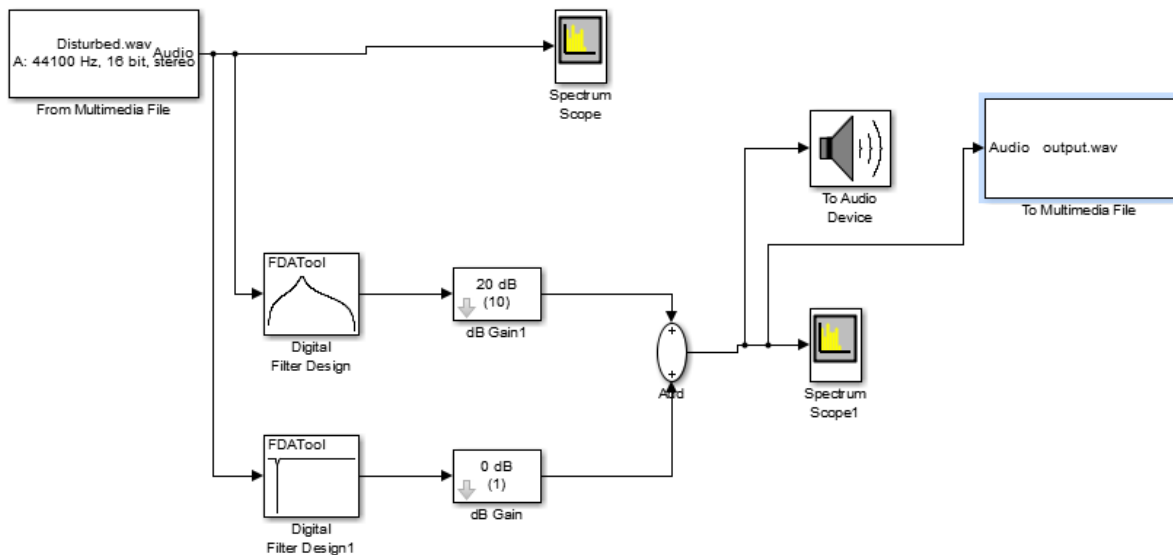 Disturbed.wav
Audio
A: 44100 Hz, 16 bit, stereo
From Multimedia File
Spectrum
Scope
To Audio
Device
Audio output.wav
To Multimedia File
FDATool
Digital
Filter Design
20 dB
(10)
dB Gain1
+
+
Add
Spectrum
Scope1
FDATool
Digital
Filter Design1
0 dB
(1)
dB Gain